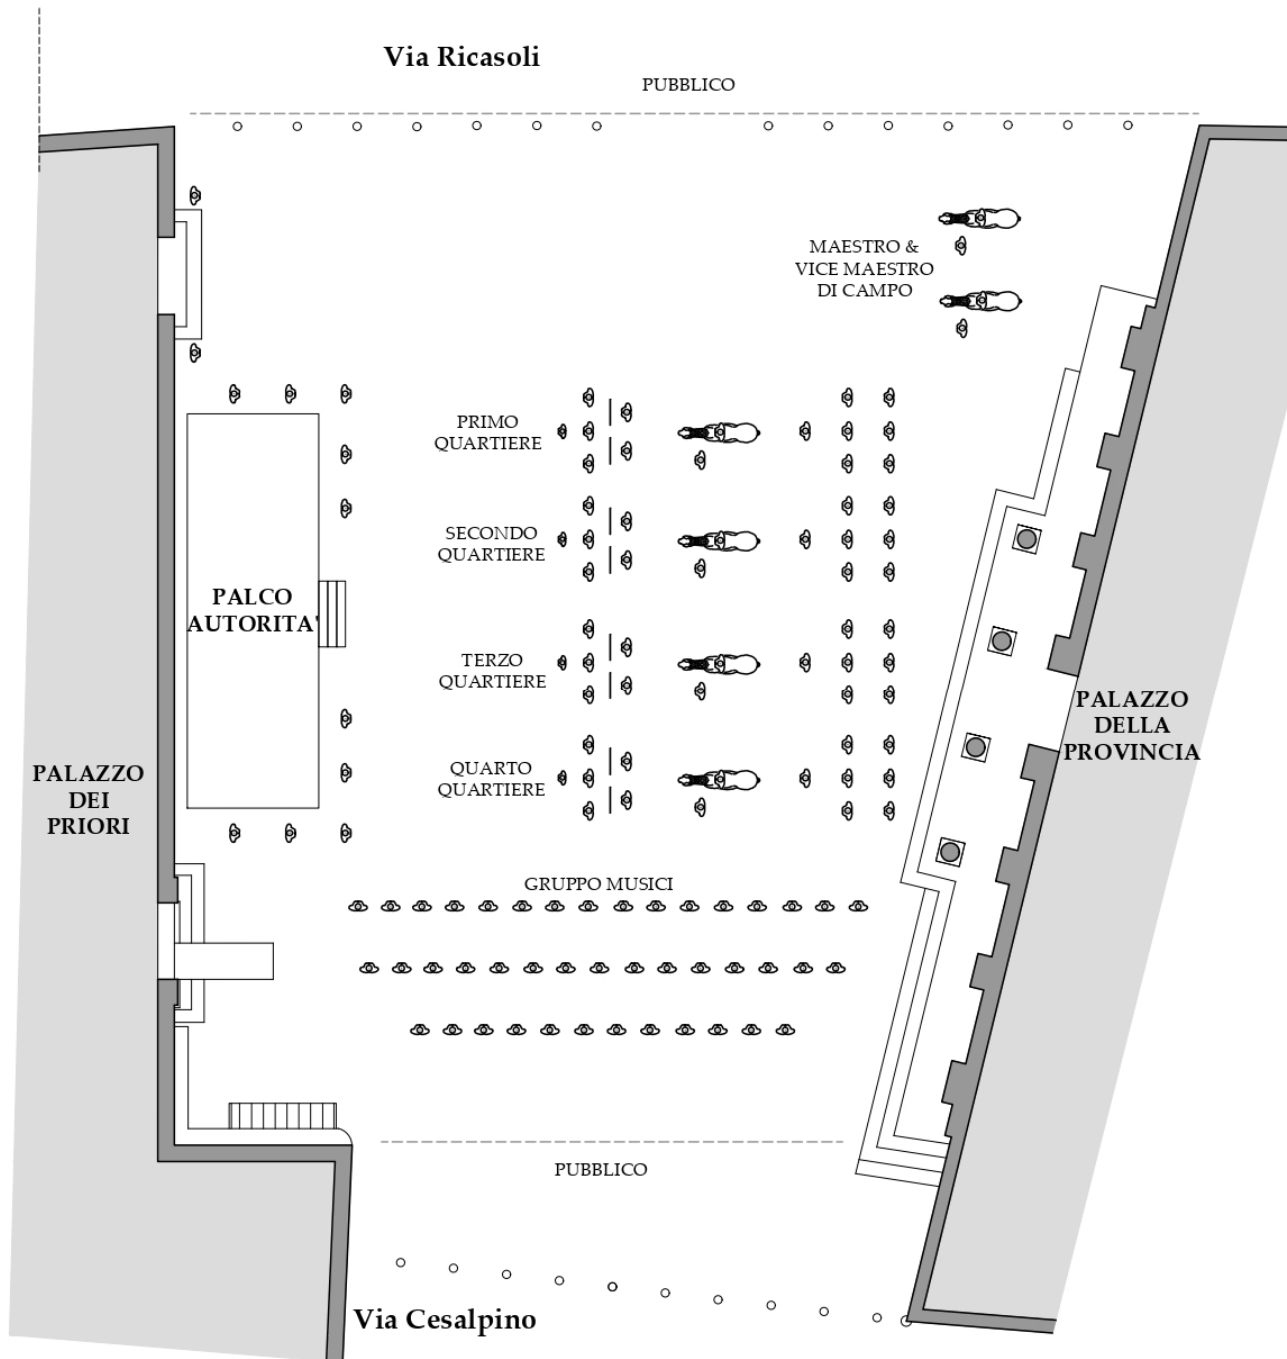 Via Ricasoli
PUBBLICO
MAESTRO &
VICE MAESTRO
DI CAMPO
PRIMO
QUARTIERE
SECONDO
QUARTIERE
PALCO
AUTORITA'
TERZO
QUARTIERE
PALAZZO
DELLA
PROVINCIA
PALAZZO
DEI
PRIORI
QUARTO
QUARTIERE
GRUPPO MUSICI
PUBBLICO
Via Cesalpino